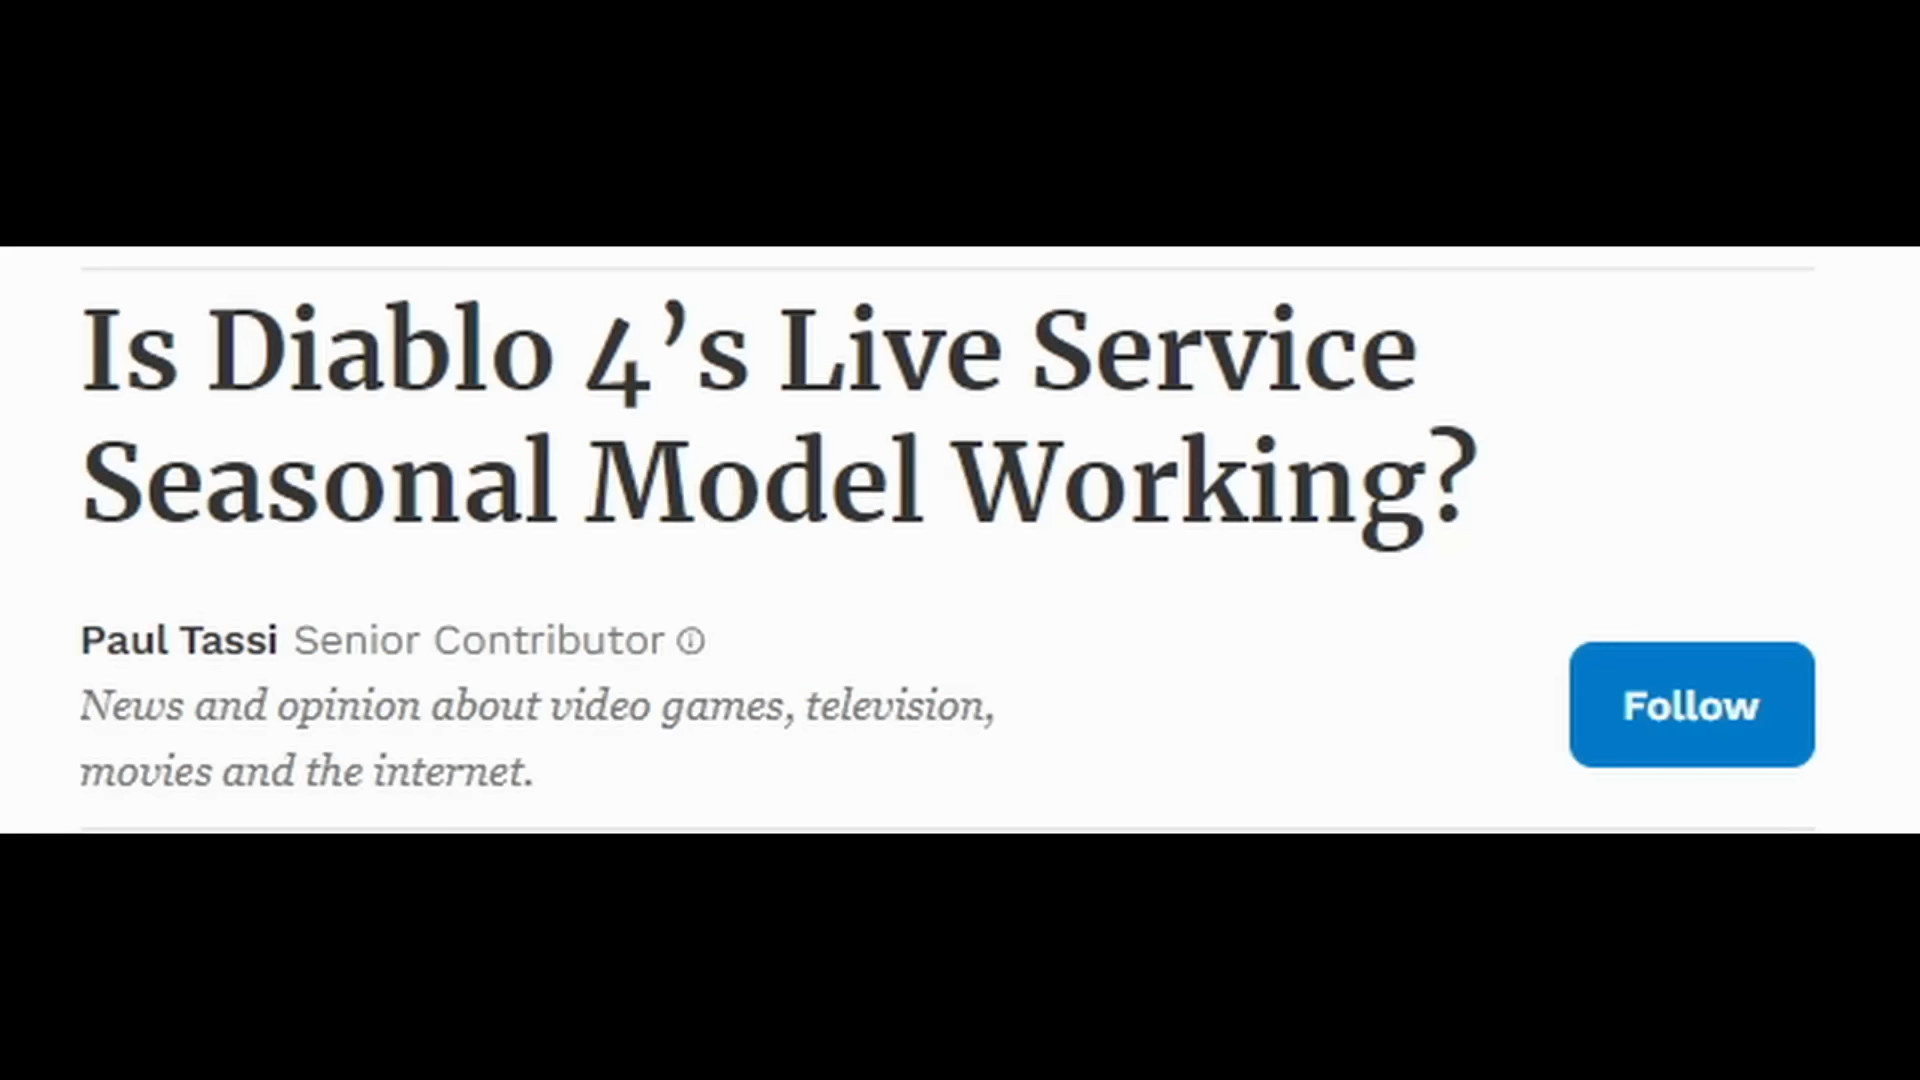 Is Diablo 4’s Live Service
Seasonal Model Working?
Paul Tassi Senior Contributor
News and opinion about video games, television,
movies and the internet.
Follow